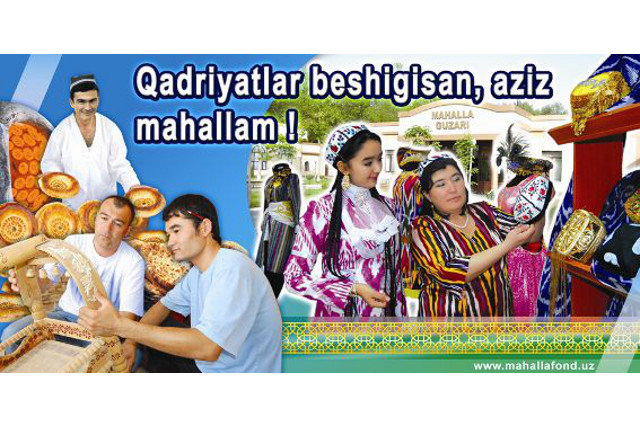 Qadriyatlar beshigisan, aziz
mahallam !
MAHALLA
GUZARI
www.mahallafond.uz